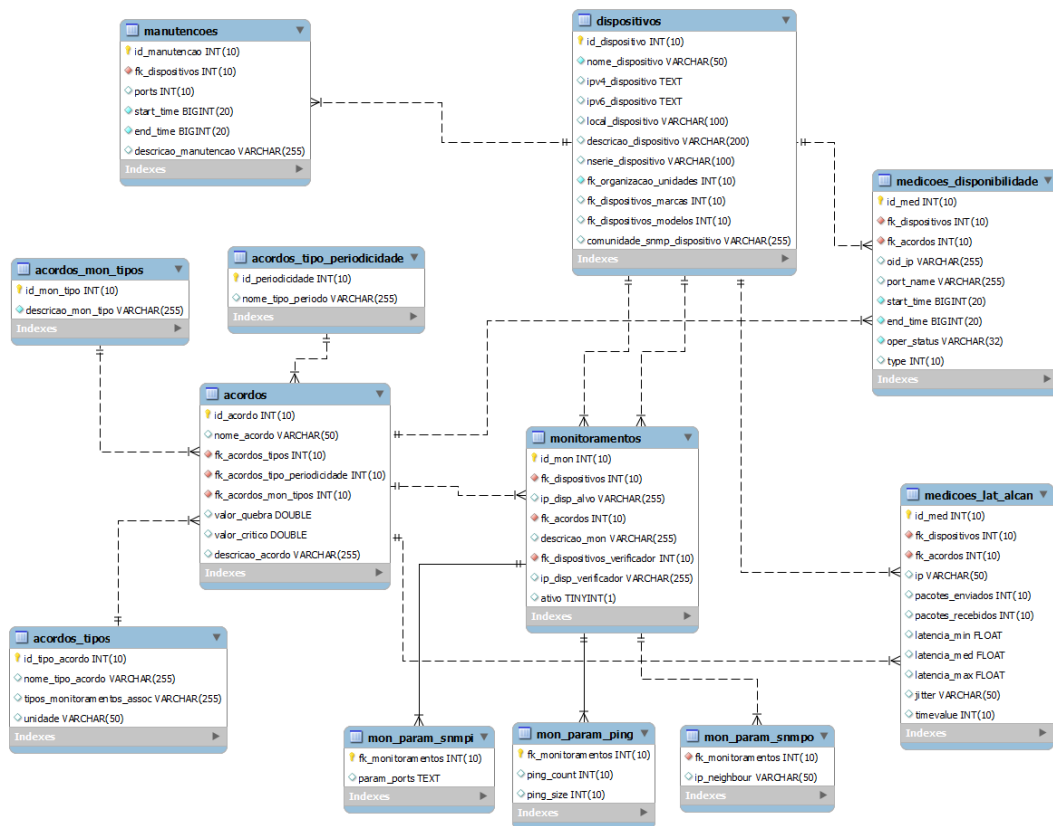 manutencoes
id_manutencao INT(10)
fk_dispositivos INT(10)
ports INT(10)
start_time BIGINT(20)
end_time BIGINT(20)
descricao_manutencao VARCHAR(255)
Indexes
dispositivos
id_dispositivo INT(10)
nome_dispositivo VARCHAR(50)
ipv4_dispositivo TEXT
ipv6_dispositivo TEXT
local_dispositivo VARCHAR(100)
descricao_dispositivo VARCHAR(200)
nserie_dispositivo VARCHAR(100)
fk_organizacao_unidades INT(10)
fk_dispositivos_marcas INT(10)
fk_dispositivos_modelos INT(10)
comunidade_snmp_dispositivo VARCHAR(255)
Indexes
medicoes_disponibilidade
id_med INT(10)
fk_dispositivos INT(10)
fk_acordos INT(10)
oid_ip VARCHAR(255)
port_name VARCHAR(255)
start_time BIGINT(20)
end_time BIGINT(20)
oper_status VARCHAR(32)
type INT(10)
Indexes
acordos_mon_tipos
id_mon_tipo INT(10)
descricao_mon_tipo VARCHAR(255)
Indexes
acordos_tipo_periodicidade
id_periodicidade INT(10)
nome_tipo_periodo VARCHAR(255)
Indexes
acordos
id_acordo INT(10)
nome_acordo VARCHAR(50)
fk_acordos_tipos INT(10)
fk_acordos_tipo_periodicidade INT(10)
fk_acordos_mon_tipos INT(10)
valor_quebra DOUBLE
valor_critico DOUBLE
descricao_acordo VARCHAR(255)
Indexes
monitoramentos
id_mon INT(10)
fk_dispositivos INT(10)
ip_disp_alvo VARCHAR(255)
fk_acordos INT(10)
descricao_mon VARCHAR(255)
fk_dispositivos_verificador INT(10)
ip_disp_verificador VARCHAR(255)
ativo TINYINT(1)
Indexes
medicoes_lat_alcan
id_med INT(10)
fk_dispositivos INT(10)
fk_acordos INT(10)
ip VARCHAR(50)
pacotes_enviados INT(10)
pacotes_recebidos INT(10)
latencia_min FLOAT
latencia_med FLOAT
latencia_max FLOAT
jitter VARCHAR(50)
timevalue INT(10)
Indexes
acordos_tipos
id_tipo_acordo INT(10)
nome_tipo_acordo VARCHAR(255)
tipos_monitoramentos_assoc VARCHAR(255)
unidade VARCHAR(50)
Indexes
mon_param_snmpi
fk_monitoramentos INT(10)
param_ports TEXT
Indexes
mon_param_ping
fk_monitoramentos INT(10)
ping_count INT(10)
ping_size INT(10)
Indexes
mon_param_snmpo
fk_monitoramentos INT(10)
ip_neighbour VARCHAR(50)
Indexes